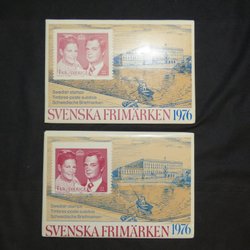 Swedish stamps
Timbres-poste suédois
Schwedische Briefmarken
SVENSKA FRIMÄRKEN 1976
SVERIGE
Swedish stamps
Timbres-poste suédois
Schwedische Briefmarken
SVENSKA FRIMÄRKEN 1976